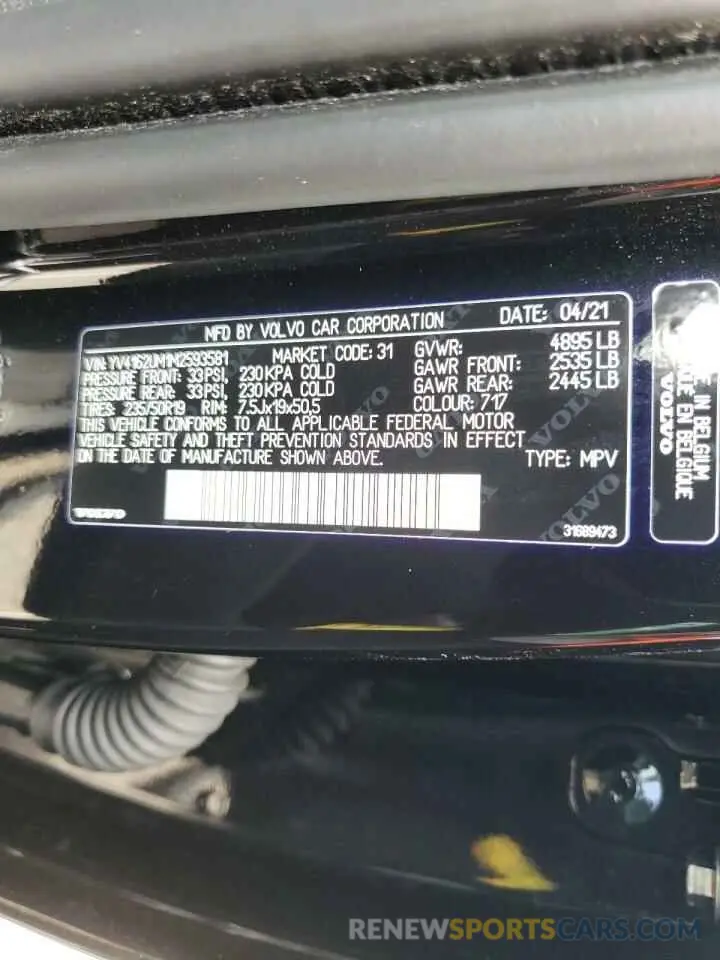 MFD BY VOLVO CAR CORPORATION DATE: 04/21
VIN: YV4162UM1M2593581 MARKET CODE: 31 GVWR: 4895 LB
PRESSURE FRONT: 33 PSI, 230 KPA COLD GAWR FRONT: 2535 LB
PRESSURE REAR: 33 PSI, 230 KPA COLD GAWR REAR: 2445 LB
TIRES: 235/50R19 RIM: 7.5Jx19x50,5 COLOUR: 717
THIS VEHICLE CONFORMS TO ALL APPLICABLE FEDERAL MOTOR
VEHICLE SAFETY AND THEFT PREVENTION STANDARDS IN EFFECT
ON THE DATE OF MANUFACTURE SHOWN ABOVE. TYPE: MPV
VOLVO 31689473
IN BELGIUM
EN BELGIQUE
VOLVO
RENEWSPORTSCARS.COM